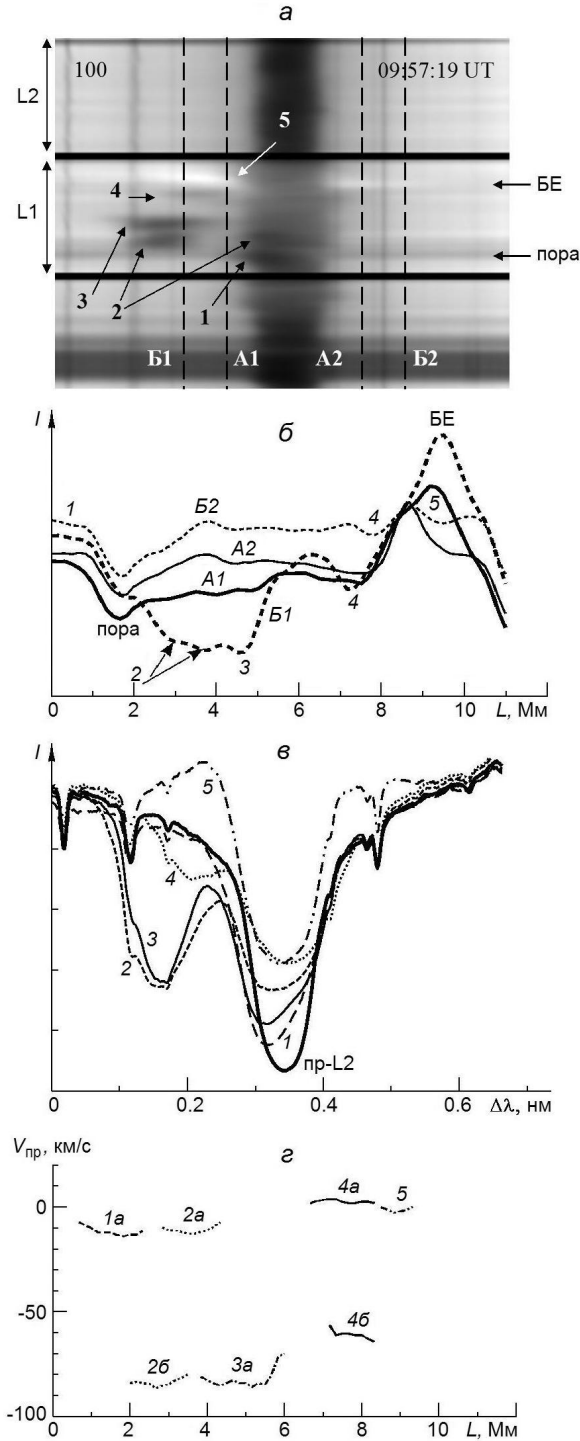 а
L2
100
09:57:19 UT
5
4
БЕ
L1
пора
3
2
1
Б1
А1
А2
Б2
I
б
БЕ
1
Б2
4
5
А2
А1
Б1
пора
4
2
3
0
2
4
6
8
10
L, Мм
I
в
5
4
3
2
1
пр-L2
0
0.2
0.4
0.6
Δλ, нм
Vпр, км/с
г
4а
5
0
1а
2а
-50
4б
2б
3а
-100
0
2
4
6
8
10
L, Мм